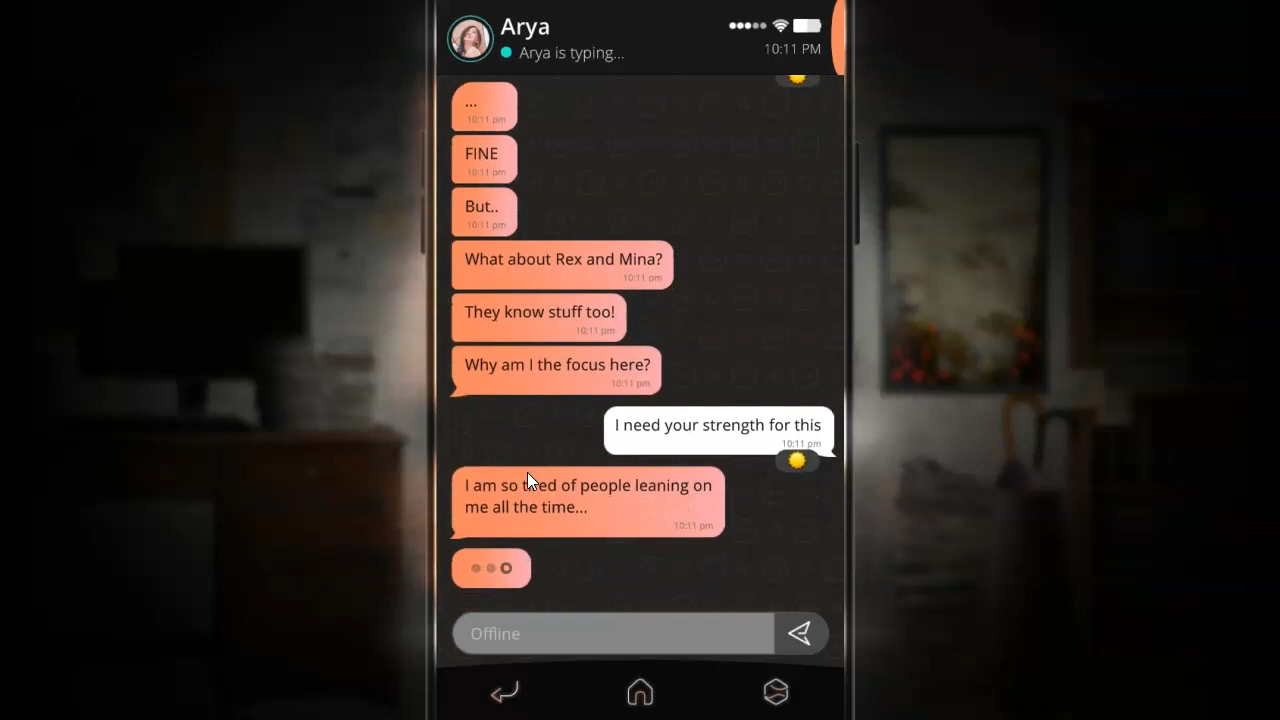 Arya
Arya is typing...
10:11 PM
...
10:11 pm
FINE
10:11 pm
But..
10:11 pm
What about Rex and Mina?
10:11 pm
They know stuff too!
10:11 pm
Why am I the focus here?
10:11 pm
I need your strength for this
10:11 pm
I am so tired of people leaning on
me all the time...
10:11 pm
Offline